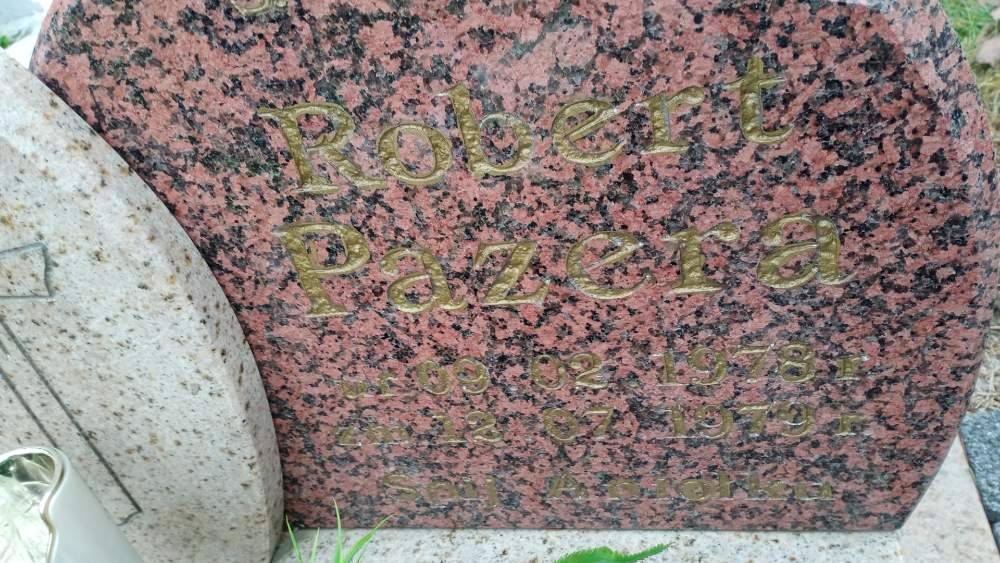 Robert
Pazera
ur 09 02 1978 r
zm 12 07 1979 r
Śpij Aniołku